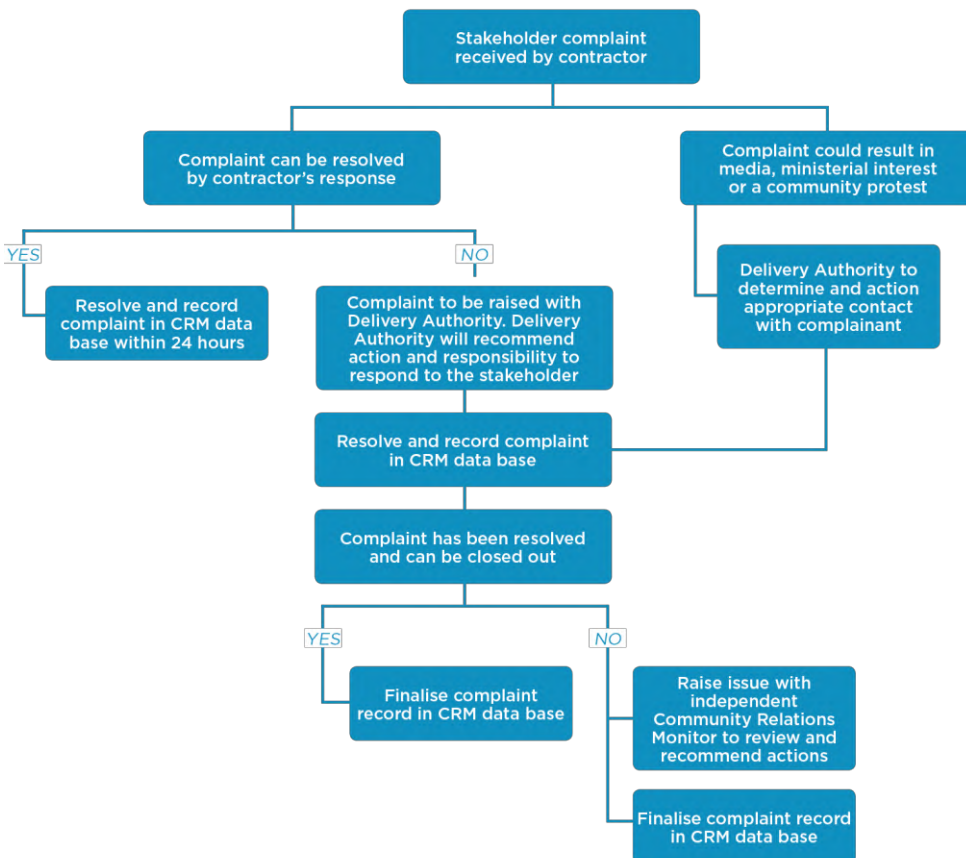 Stakeholder complaint
received by contractor
Complaint can be resolved
by contractor's response
Complaint could result in
media, ministerial interest
or a community protest
YES
NO
Resolve and record
complaint in CRM data
base within 24 hours
Complaint to be raised with
Delivery Authority. Delivery
Authority will recommend
action and responsibility to
respond to the stakeholder
Delivery Authority to
determine and action
appropriate contact
with complainant
Resolve and record complaint
in CRM data base
Complaint has been resolved
and can be closed out
YES
NO
Finalise complaint
record in CRM data base
Raise issue with
independent
Community Relations
Monitor to review and
recommend actions
Finalise complaint record
in CRM data base